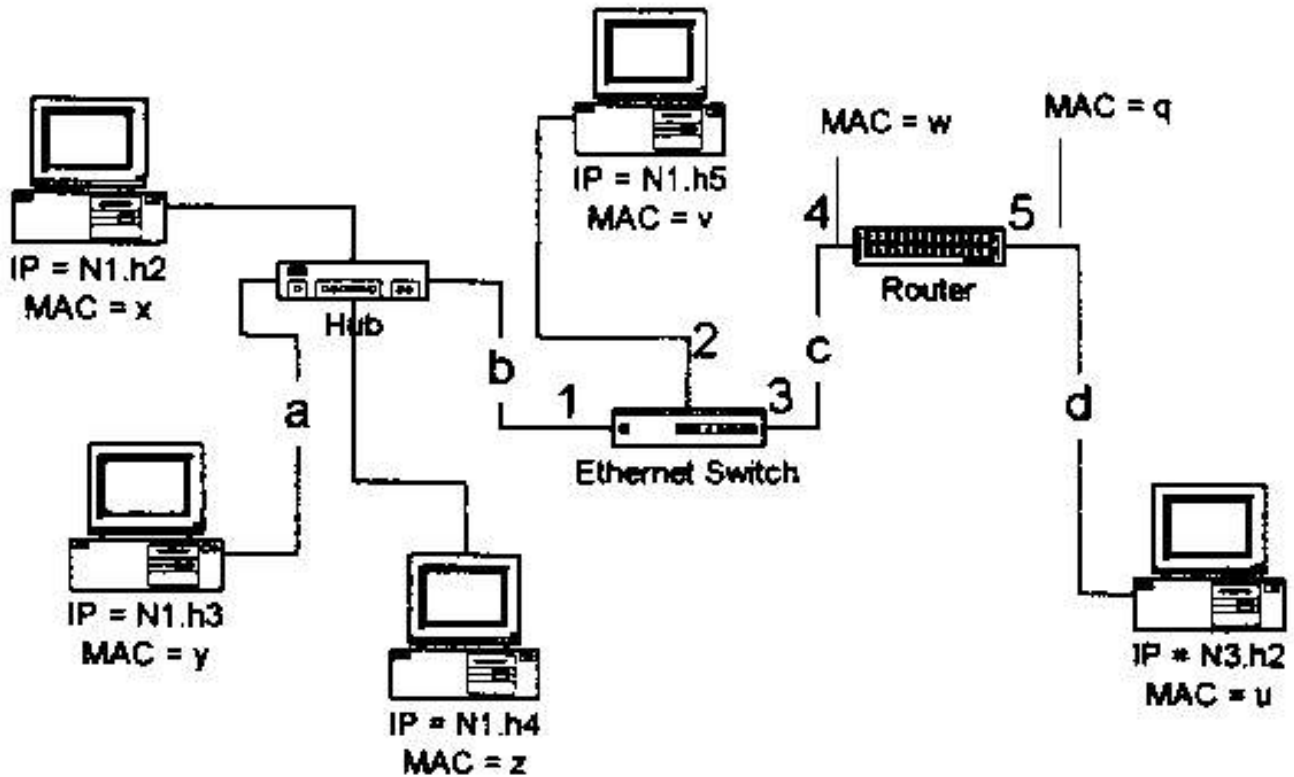 IP = N1.h2
MAC = x
Hub
a
IP = N1.h3
MAC = y
IP = N1.h4
MAC = z
b
IP = N1.h5
MAC = v
1
2
3
Ethernet Switch
c
4
MAC = w
Router
5
MAC = q
d
IP = N3.h2
MAC = u